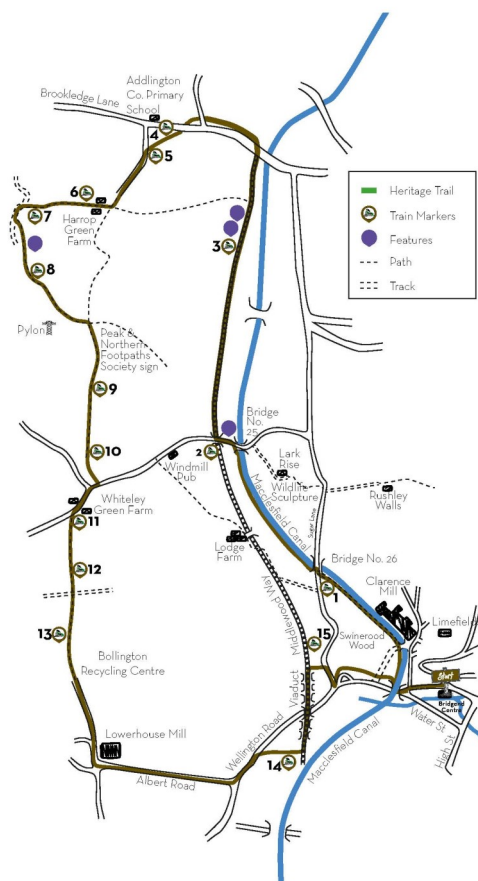 Addlington
Co. Primary
School
Brookledge Lane
4
5
6
7
Harrop
Green
Farm
3
8
Heritage Trail
Train Markers
Features
Path
Track
Pylon
Peak &
Northern
Footpaths
Society sign
9
10
Bridge
No.
25
2
Windmill
Pub
Lark
Rise
Wildlife
Sculpture
Rushley
Walls
Macclesfield Canal
Sugar Lane
Whiteley
Green Farm
11
Lodge
Farm
12
Middlewood Way
Bridge No. 26
1
Clarence
Mill
Limefield
13
15
Swinerood
Wood
Bollington
Recycling Centre
Viaduct
Start
Bridgend Centre
Water St
High St
Lowerhouse Mill
Wellington Road
14
Macclesfield Canal
Albert Road